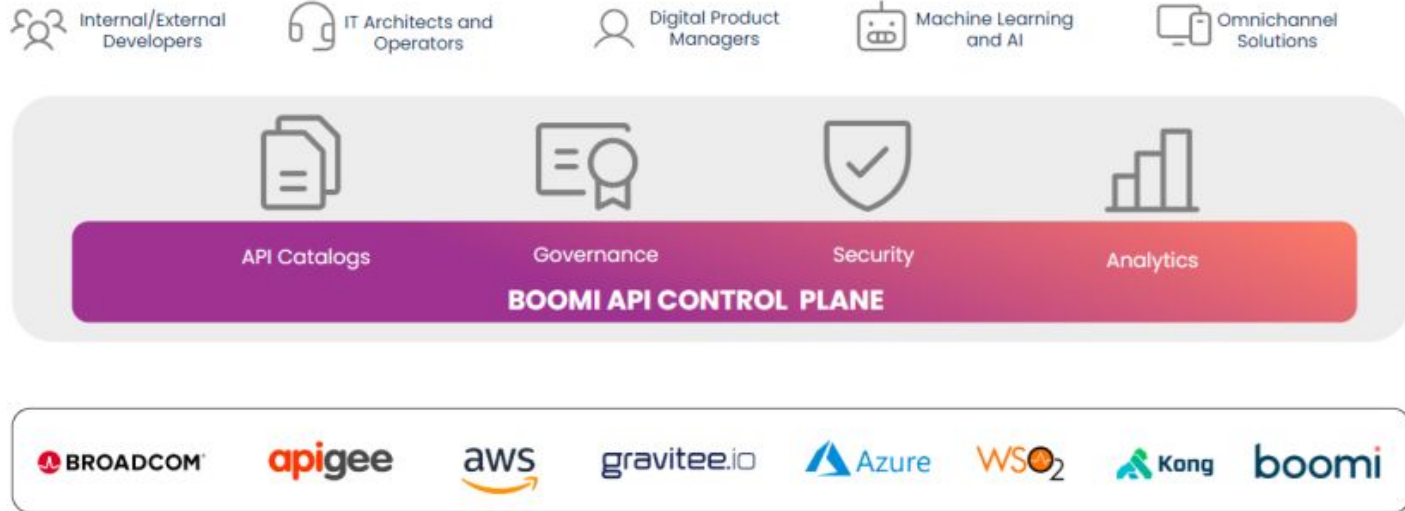 Internal/External
Developers
IT Architects and
Operators
Digital Product
Managers
Machine Learning
and AI
Omnichannel
Solutions
API Catalogs
Governance
Security
Analytics
BOOMI API CONTROL PLANE
BROADCOM
apigee
aws
gravitee.io
Azure
WSO2
Kong
boomi